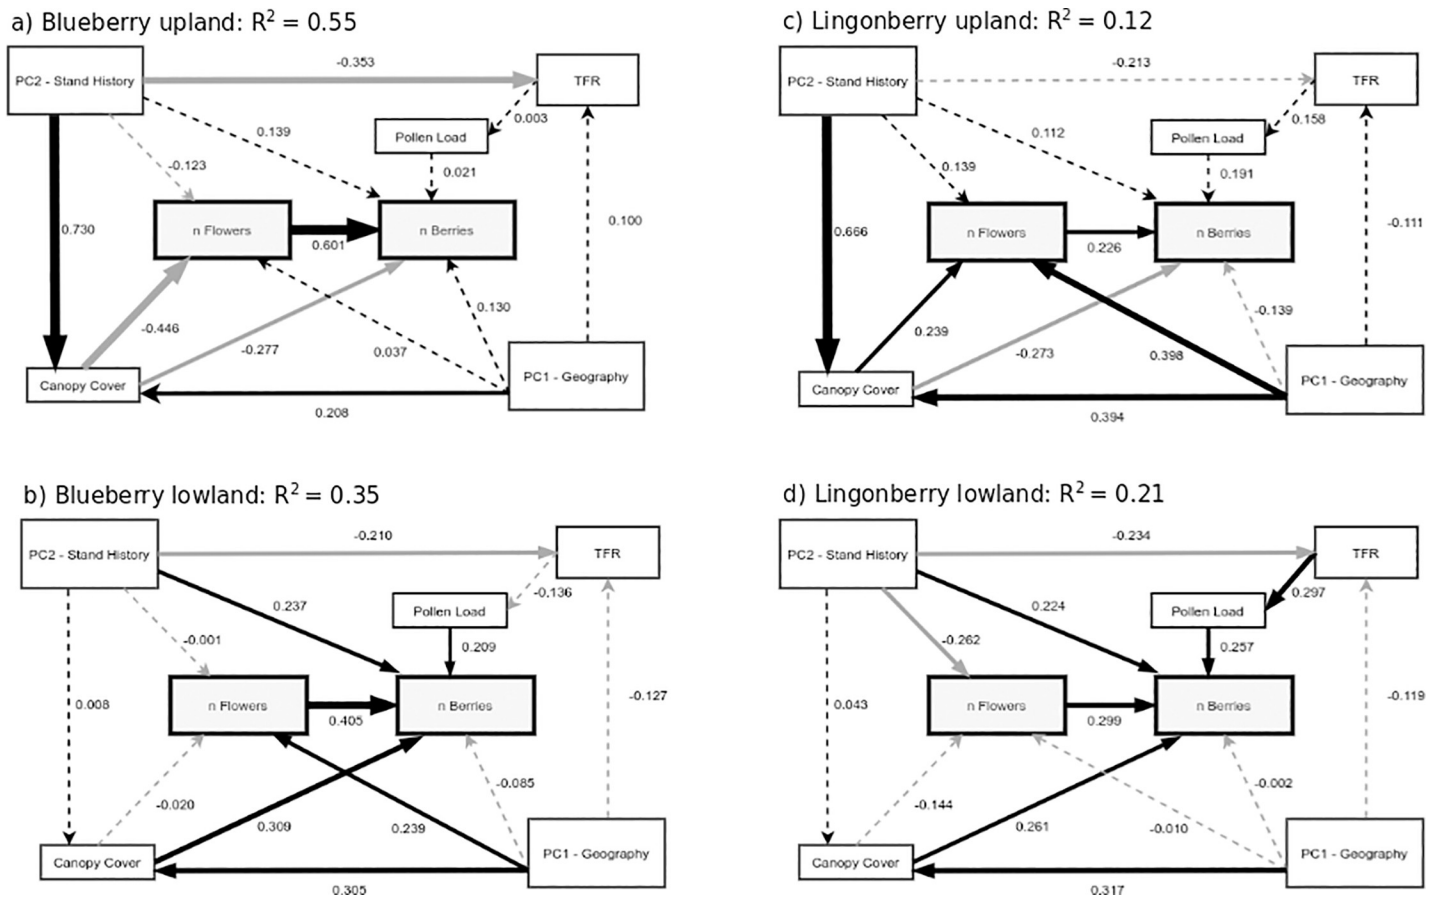 a) Blueberry upland: R² = 0.55
PC2 - Stand History
-0.353
TFR
0.003
Pollen Load
0.139
0.021
-0.123
0.730
n Flowers
0.601
n Berries
0.100
-0.446
-0.277
0.037
0.130
Canopy Cover
0.208
PC1 - Geography
c) Lingonberry upland: R² = 0.12
PC2 - Stand History
-0.213
TFR
0.158
Pollen Load
0.112
0.191
0.139
0.666
n Flowers
0.226
n Berries
-0.111
0.239
-0.273
0.398
-0.139
Canopy Cover
0.394
PC1 - Geography
b) Blueberry lowland: R² = 0.35
PC2 - Stand History
-0.210
TFR
-0.136
Pollen Load
0.237
0.209
-0.001
0.008
n Flowers
0.405
n Berries
-0.127
-0.020
0.309
0.239
-0.085
Canopy Cover
0.305
PC1 - Geography
d) Lingonberry lowland: R² = 0.21
PC2 - Stand History
-0.234
TFR
0.297
Pollen Load
0.224
0.257
-0.262
0.043
n Flowers
0.299
n Berries
-0.119
-0.144
0.261
-0.010
-0.002
Canopy Cover
0.317
PC1 - Geography